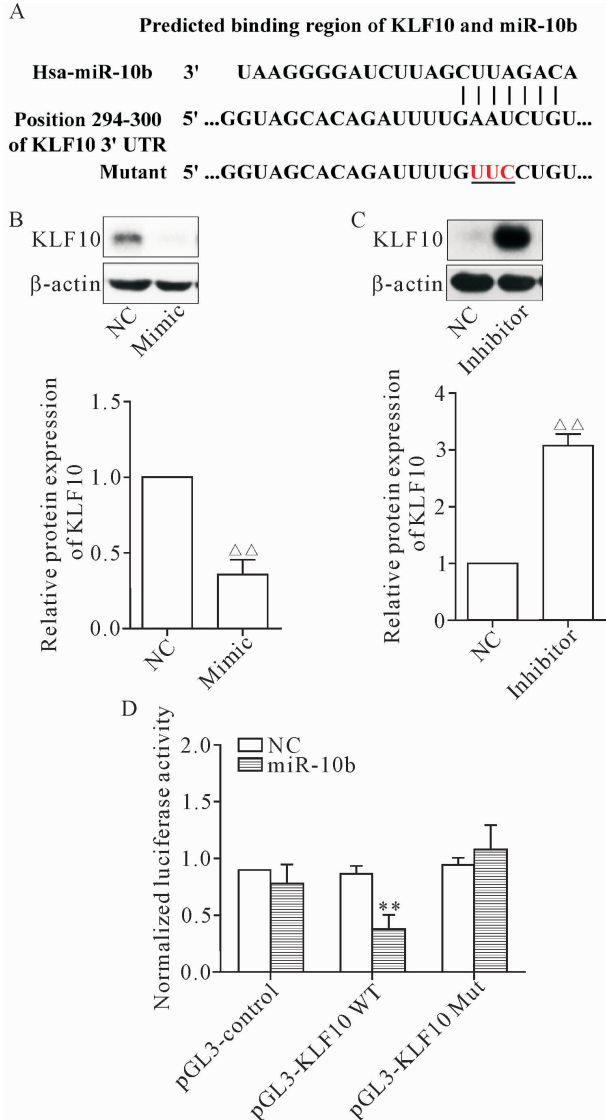 A
Predicted binding region of KLF10 and miR-10b
Hsa-miR-10b 3' UAAGGGGAUCUUAGCUUAGACA
Position 294-300 5' ...GGUAGCACAGAUUUUGAAUCUGU...
of KLF10 3' UTR
Mutant 5' ...GGUAGCACAGAUUUUGUUCCUGU...
B
KLF10
β-actin
NC
Mimic
Relative protein expression
of KLF10
1.5
1.0
0.5
0.0
△△
NC
Mimic
C
KLF10
β-actin
NC
Inhibitor
Relative protein expression
of KLF10
4
3
2
1
0
△△
NC
Inhibitor
D
Normalized luciferase activity
2.0
1.5
1.0
0.5
0.0
NC
miR-10b
**
pGL3-control
pGL3-KLF10 WT
pGL3-KLF10 Mut